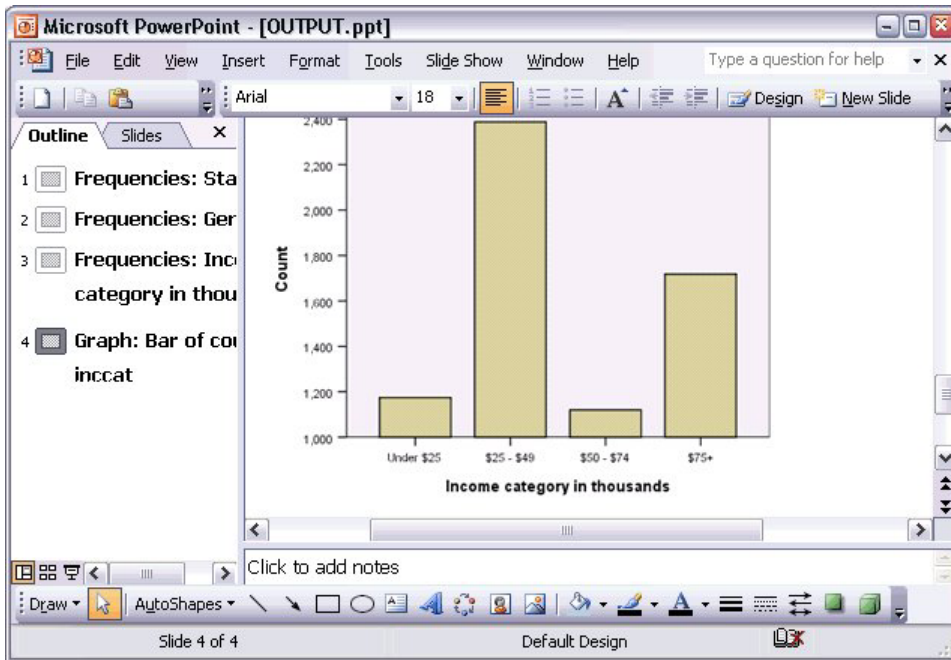 Microsoft PowerPoint - [OUTPUT.ppt]
File Edit View Insert Format Tools Slide Show Window Help Type a question for help
Arial 18 Design New Slide
Outline Slides
1 Frequencies: Sta
2 Frequencies: Ger
3 Frequencies: Inc
category in thou
4 Graph: Bar of cou
inccat
2,400
2,200
2,000
1,800
1,600
1,400
1,200
1,000
Count
Under $25 $25 - $49 $50 - $74 $75+
Income category in thousands
Click to add notes
Draw AutoShapes
Slide 4 of 4 Default Design